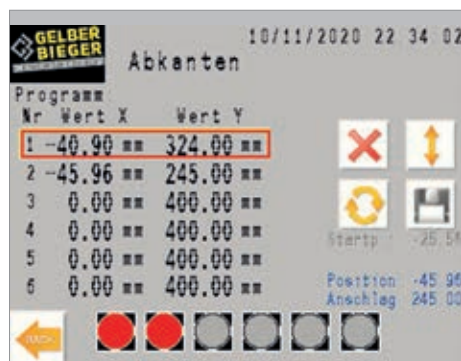 GELBER
BIEGER
10/11/2020 22 34 02
Abkanten
Programm
Nr Wert X Wert Y
1 -40.90 mm 324.00 mm
2 -45.96 mm 245.00 mm
3 0.00 mm 400.00 mm
4 0.00 mm 400.00 mm
5 0.00 mm 400.00 mm
6 0.00 mm 400.00 mm
Startp -25.5
Position -45 96
Anschlag 245 00